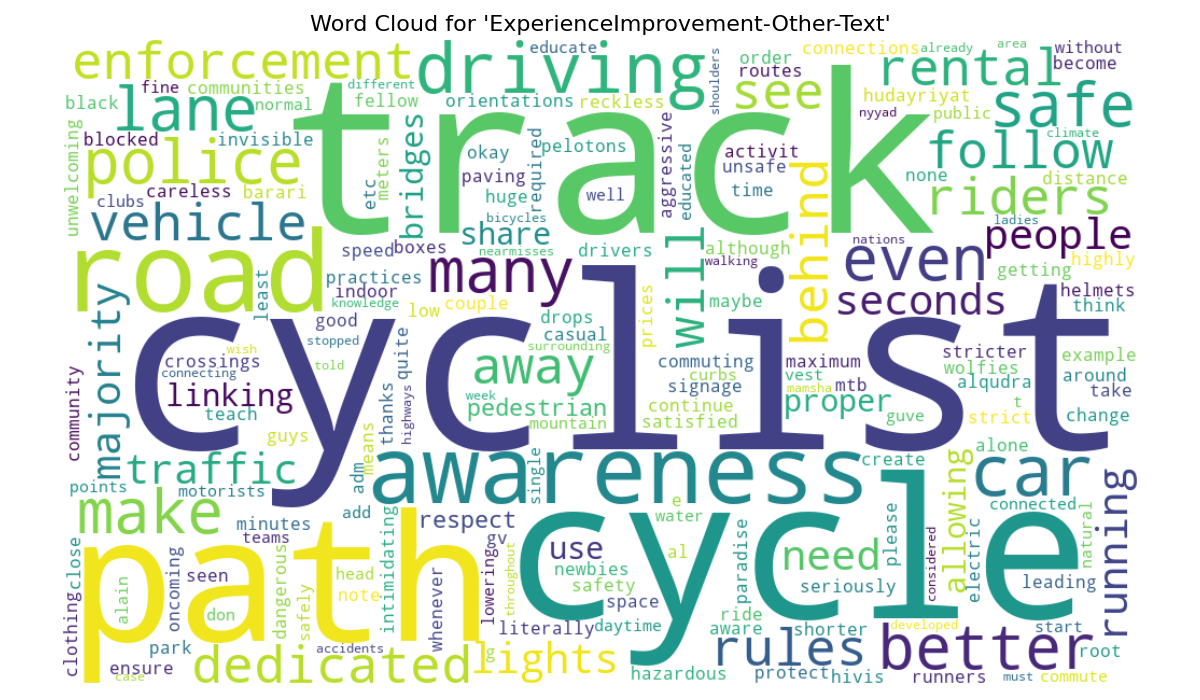 Word Cloud for 'ExperienceImprovement-Other-Text'
educate
connections
already
area
without
enforcement
driving
order
rental
become
fine
communities
different
shoulders
routes
see
safe
black
lane
normal
fellow
orientations
reckless
hudayriyat
track
nyyad
public
blocked
invisible
bridges
okay
required
pelotons
aggressive
educated
activit
follow
climate
unwelcoming
police
etc
meters
paving
unsafe
none
distance
careless
barari
huge
well
time
behind
riders
clubs
vehicle
share
bicycles
ladies
road
speed
boxes
nearmisses
drivers
will
although
nations
people
walking
even
highly
least
practices
many
getting
indoor
knowledge
low
couple
prices
maybe
seconds
helmets
majority
good
drops
think
cyclist
wish
stopped
quite
casual
surrounding
stricter
example
crossings
told
away
commuting
maximum
wolfies
around
connecting
linking
week
curbs
signage
vest
mtb
alqudra
take
community
teach
thanks
highways
pedestrian
continue
mamsha
proper
t
guys
means
mountain
satisfied
guve
strict
change
traffic
adm
awareness
single
create
alone
car
points
motorists
e
allowing
connected
make
add
respect
water
running
minutes
intimidating
gv
use
al
need
please
electric
natural
teams
path
cycle
considered
close
clothing
oncoming
seen
dangerous
safely
head
lowering
throughout
newbies
paradise
seriously
leading
alain
note
safety
space
don
whenever
literally
daytime
ride
aware
shorter
developed
start
park
accidents
rules
better
root
ensure
dedicated
g
lights
hazardous
protect
hivis
runners
must
commute
case